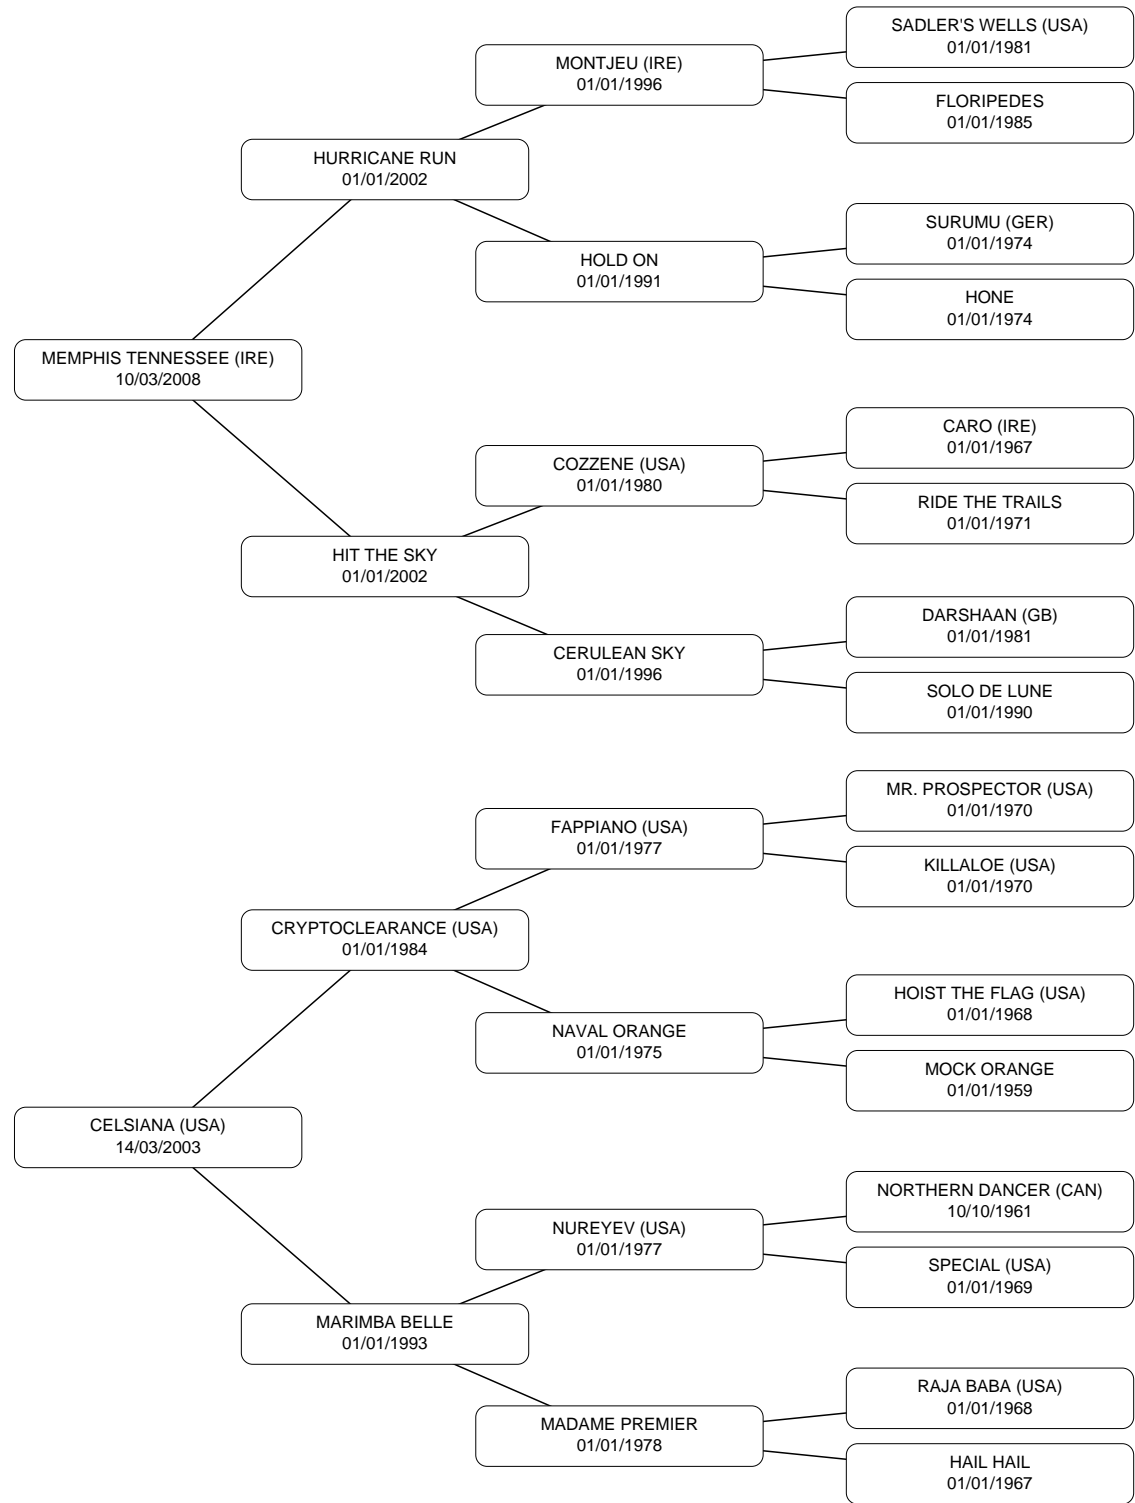 SADLER'S WELLS (USA)
01/01/1981
MONTJEU (IRE)
01/01/1996
FLORIPEDES
01/01/1985
HURRICANE RUN
01/01/2002
SURUMU (GER)
01/01/1974
HOLD ON
01/01/1991
HONE
01/01/1974
MEMPHIS TENNESSEE (IRE)
10/03/2008
CARO (IRE)
01/01/1967
COZZENE (USA)
01/01/1980
RIDE THE TRAILS
01/01/1971
HIT THE SKY
01/01/2002
DARSHAAN (GB)
01/01/1981
CERULEAN SKY
01/01/1996
SOLO DE LUNE
01/01/1990
MR. PROSPECTOR (USA)
01/01/1970
FAPPIANO (USA)
01/01/1977
KILLALOE (USA)
01/01/1970
CRYPTOCLEARANCE (USA)
01/01/1984
HOIST THE FLAG (USA)
01/01/1968
NAVAL ORANGE
01/01/1975
MOCK ORANGE
01/01/1959
CELSIANA (USA)
14/03/2003
NORTHERN DANCER (CAN)
10/10/1961
NUREYEV (USA)
01/01/1977
SPECIAL (USA)
01/01/1969
MARIMBA BELLE
01/01/1993
RAJA BABA (USA)
01/01/1968
MADAME PREMIER
01/01/1978
HAIL HAIL
01/01/1967